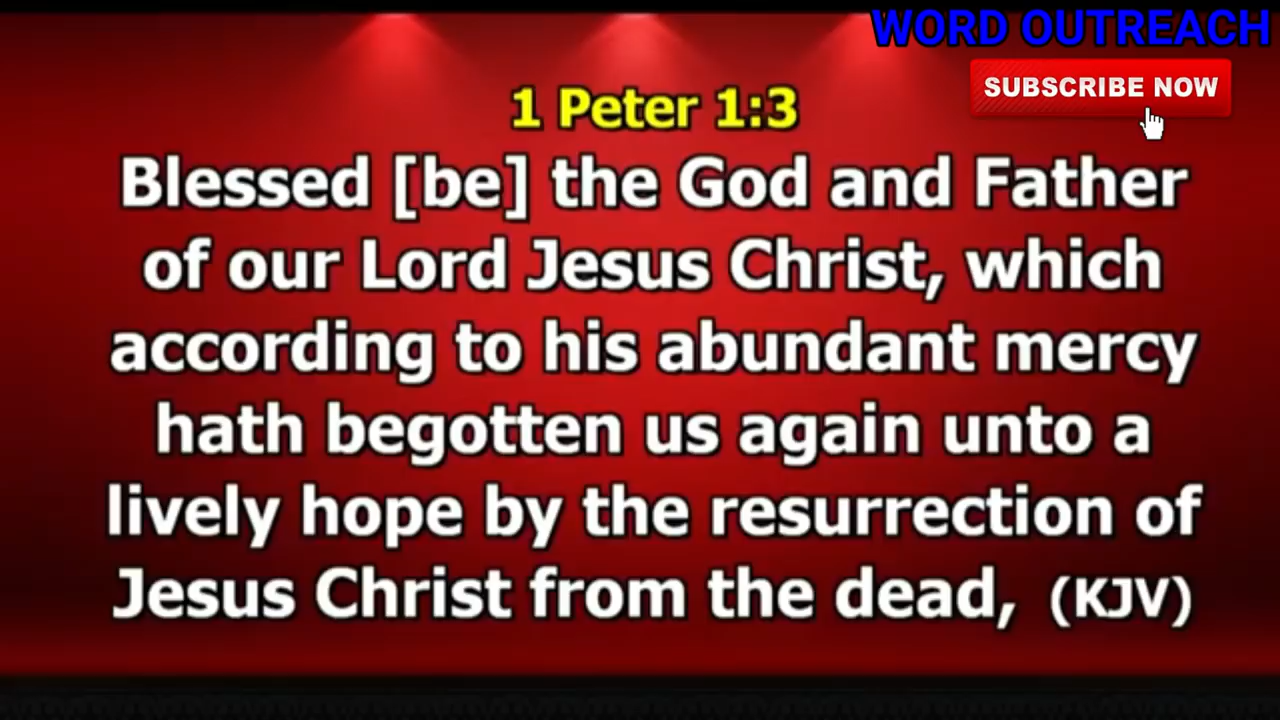 WORD OUTREACH
SUBSCRIBE NOW
1 Peter 1:3
Blessed [be] the God and Father
of our Lord Jesus Christ, which
according to his abundant mercy
hath begotten us again unto a
lively hope by the resurrection of
Jesus Christ from the dead, (KJV)